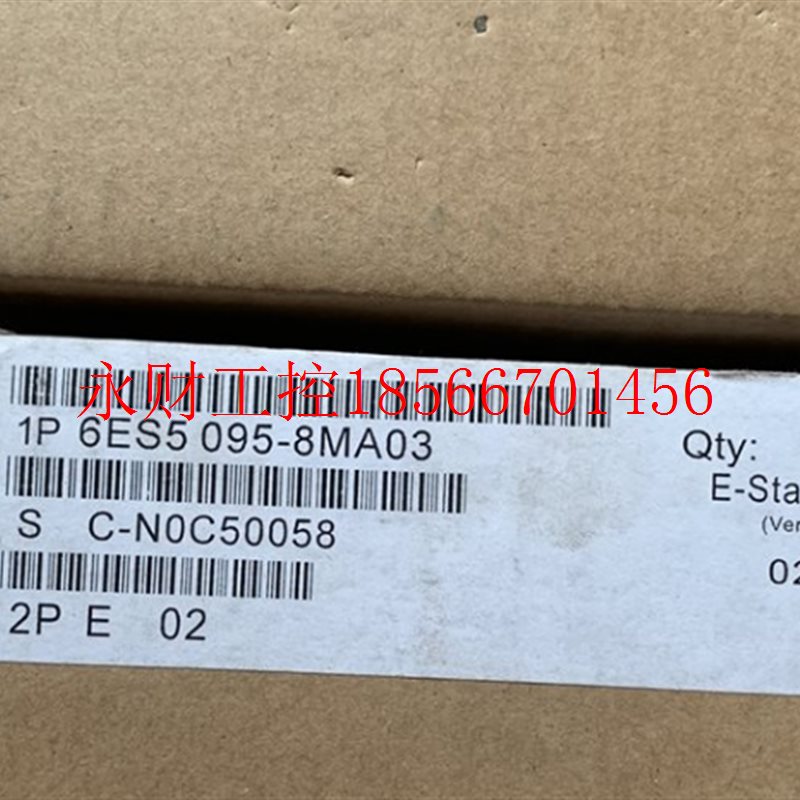 永财工控18566701456
1P 6ES5 095-8MA03
Qty:
S C-N0C50058
E-Sta
(Ver
2P E 02
02